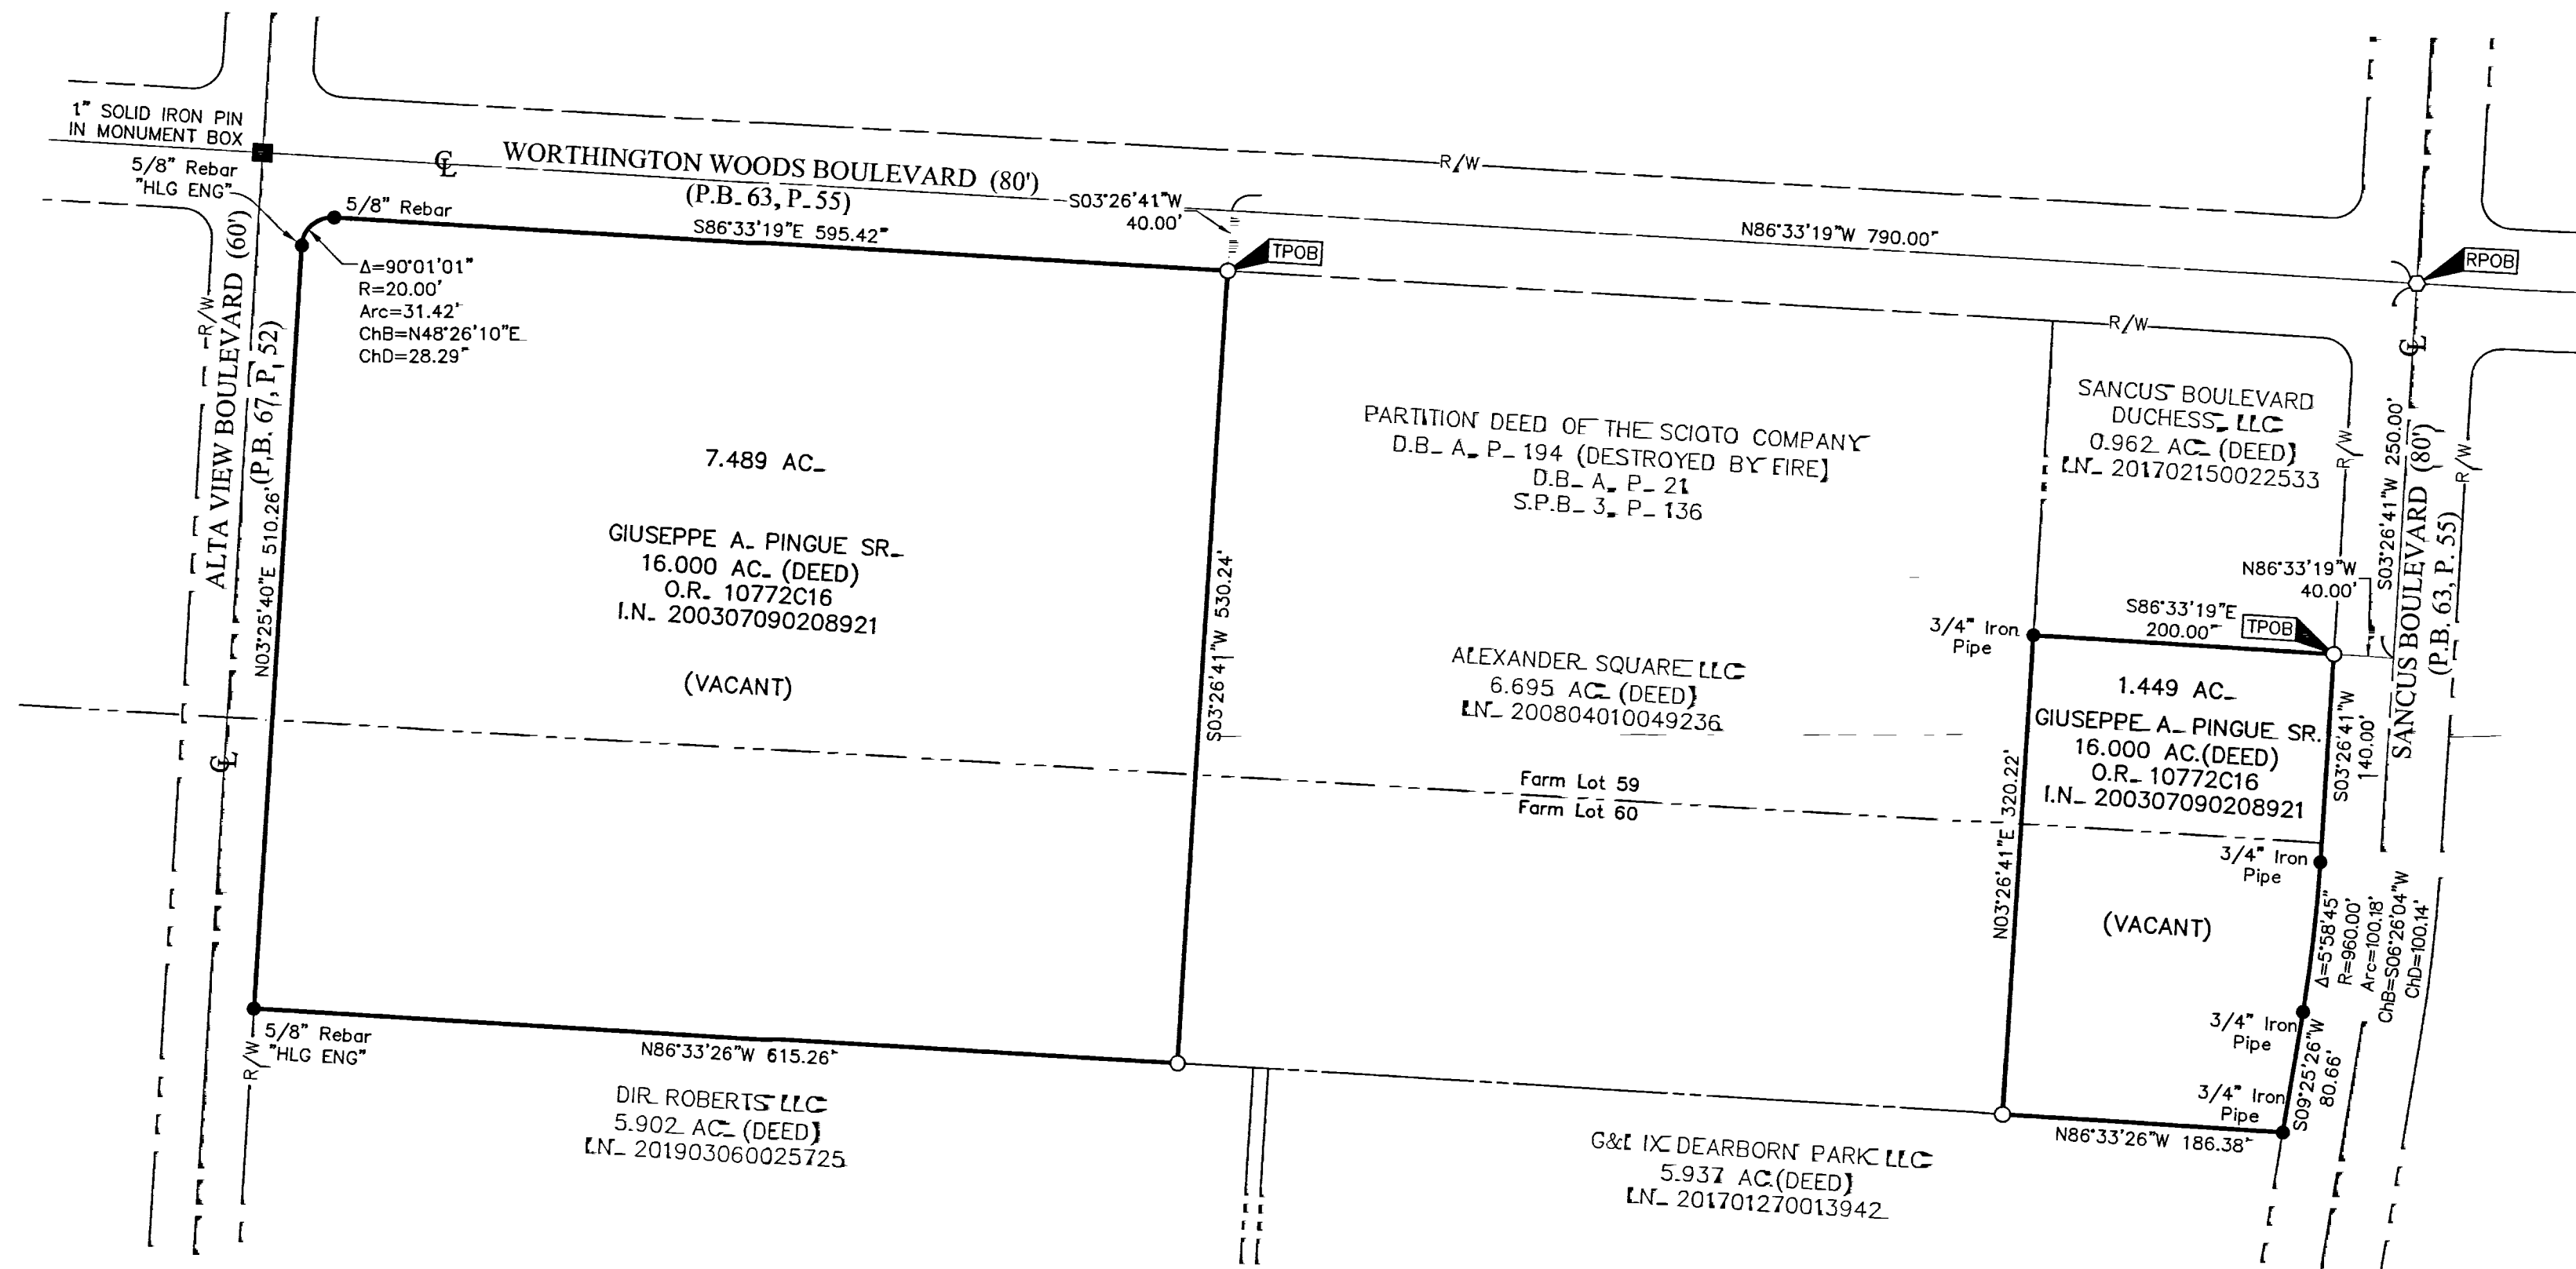 1" SOLID IRON PIN
IN MONUMENT BOX
5/8" Rebar
"HLG ENG"
℄
WORTHINGTON WOODS BOULEVARD (80')
(P.B. 63, P. 55)
5/8" Rebar
S86°33'19"E 595.42'
S03°26'41"W
40.00'
TPOB
R/W
N86°33'19"W 790.00'
RPOB
R/W
Δ=90°01'01"
R=20.00'
Arc=31.42'
ChB=N48°26'10"E
ChD=28.29'
R/W
ALTA VIEW BOULEVARD (60')
(P.B. 67, P. 52)
N03°25'40"E 510.26'
℄
7.489 AC.
GIUSEPPE A. PINGUE SR.
16.000 AC. (DEED)
O.R. 10772C16
I.N. 200307090208921
(VACANT)
S03°26'41"W 530.24'
PARTITION DEED OF THE SCIOTO COMPANY
D.B. A, P. 194 (DESTROYED BY FIRE)
D.B. A, P. 21
S.P.B. 3, P. 136
ALEXANDER SQUARE LLC
6.695 AC. (DEED)
I.N. 200804010049236
Farm Lot 59
Farm Lot 60
SANCUS BOULEVARD
DUCHESS, LLC
0.962 AC. (DEED)
I.N. 201702150022533
R/W
℄
S03°26'41"W 250.00'
SANCUS BOULEVARD (80')
(P.B. 63, P. 55)
R/W
N86°33'19"W
40.00'
S86°33'19"E
200.00'
TPOB
3/4" Iron
Pipe
1.449 AC.
GIUSEPPE A. PINGUE SR.
16.000 AC.(DEED)
O.R. 10772C16
I.N. 200307090208921
S03°26'41"W
140.00'
N03°26'41"E 320.22'
3/4" Iron
Pipe
(VACANT)
Δ=5°58'45"
R=960.00'
Arc=100.18'
ChB=S06°26'04"W
ChD=100.14'
3/4" Iron
Pipe
S09°25'26"W
80.66'
3/4" Iron
Pipe
N86°33'26"W 186.38'
5/8" Rebar
"HLG ENG"
R/W
N86°33'26"W 615.26'
DIR ROBERTS LLC
5.902 AC. (DEED)
I.N. 201903060025725
G&I IX DEARBORN PARK LLC
5.937 AC.(DEED)
I.N. 201701270013942